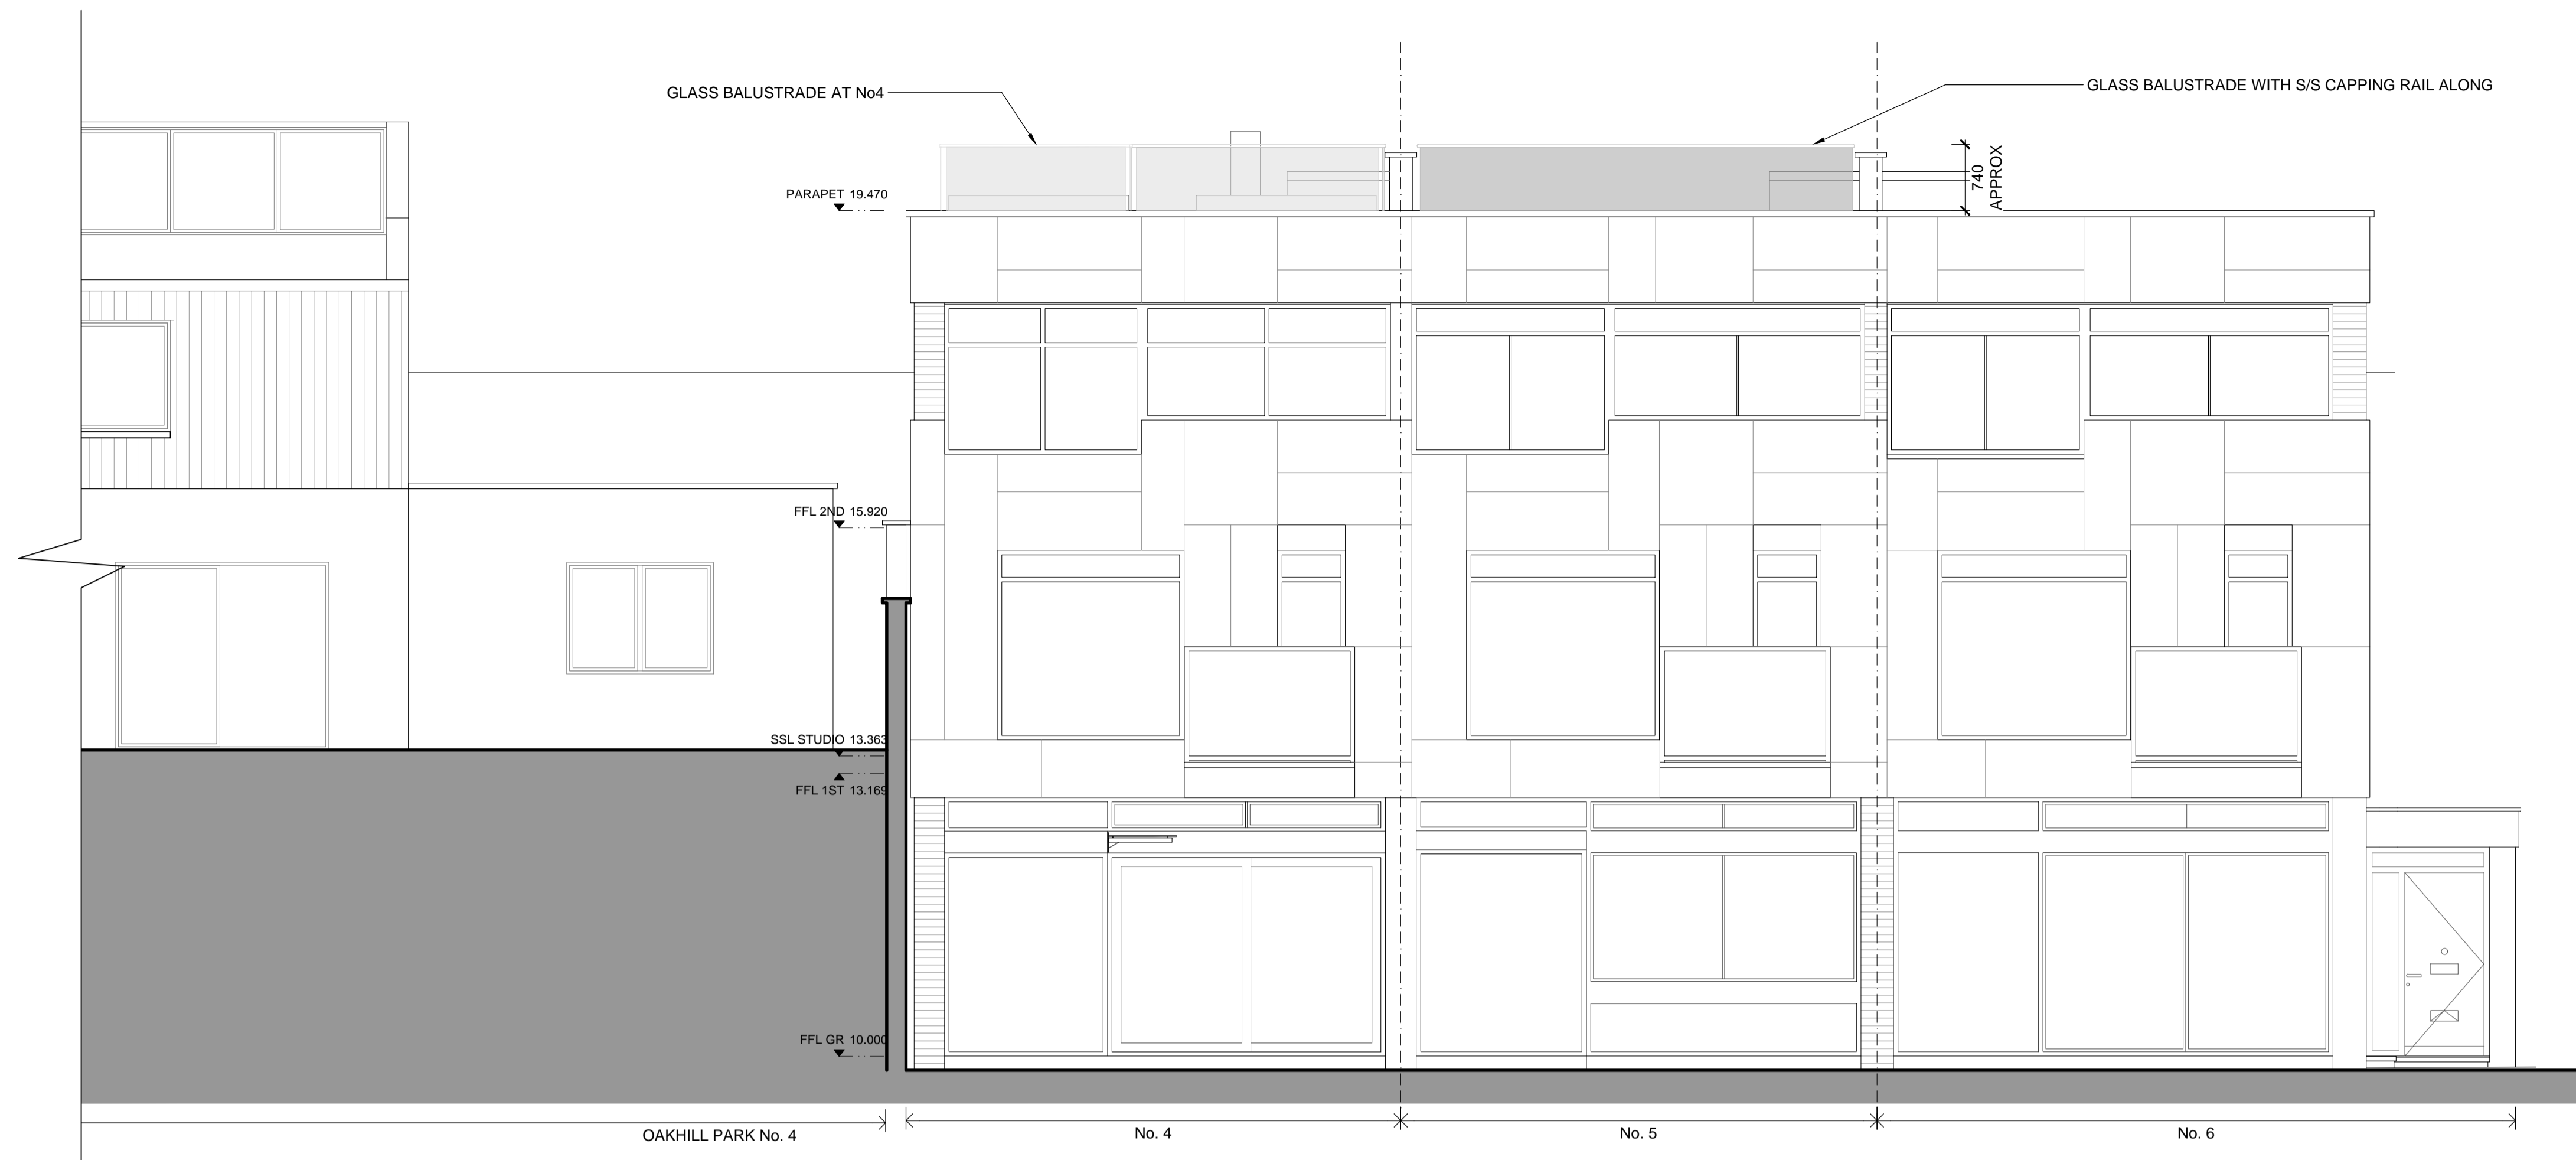 GLASS BALUSTRADE AT No4
GLASS BALUSTRADE WITH S/S CAPPING RAIL ALONG
740
APPROX
PARAPET 19.470
FFL 2ND 15.920
SSL STUDIO 13.363
FFL 1ST 13.169
FFL GR 10.000
OAKHILL PARK No. 4
No. 4
No. 5
No. 6